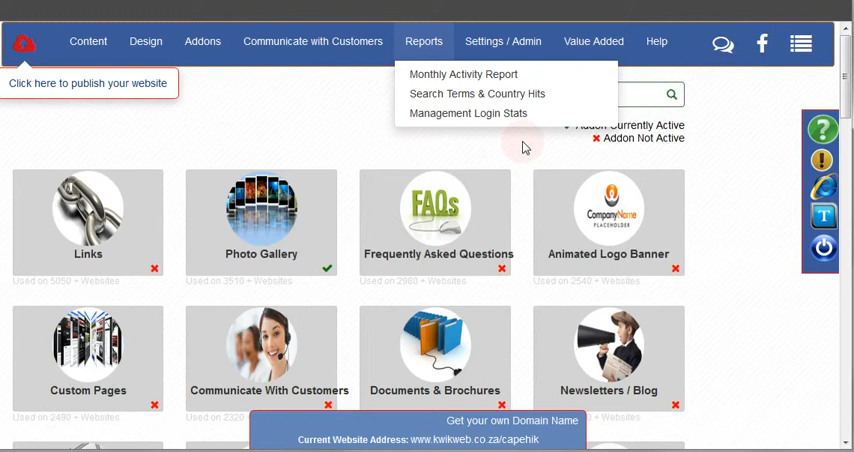 Content Design Addons Communicate with Customers Reports Settings / Admin Value Added Help
Click here to publish your website
Monthly Activity Report
Search Terms & Country Hits
Management Login Stats
Addon Currently Active
Addon Not Active
Links
Photo Gallery
FAQs
Frequently Asked Questions
CompanyName
PLACEHOLDER
Animated Logo Banner
Used on 5050 + Websites
Used on 3510 + Websites
Used on 2980 + Websites
Used on 2540 + Websites
Custom Pages
Communicate With Customers
Documents & Brochures
Newsletters / Blog
Used on 2490 + Websites
Used on 2320
Get your own Domain Name
Current Website Address: www.kwikweb.co.za/capehik